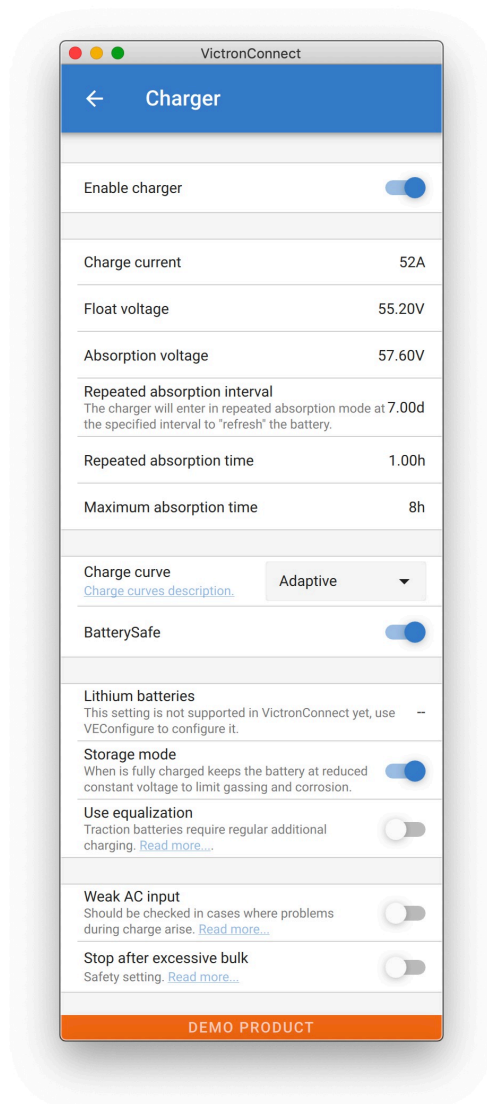 VictronConnect
Charger
Enable charger
Charge current 52A
Float voltage 55.20V
Absorption voltage 57.60V
Repeated absorption interval
The charger will enter in repeated absorption mode at 7.00d
the specified interval to "refresh" the battery.
Repeated absorption time 1.00h
Maximum absorption time 8h
Charge curve
Adaptive
Charge curves description.
BatterySafe
Lithium batteries
This setting is not supported in VictronConnect yet, use --
VEConfigure to configure it.
Storage mode
When is fully charged keeps the battery at reduced
constant voltage to limit gassing and corrosion.
Use equalization
Traction batteries require regular additional
charging. Read more....
Weak AC input
Should be checked in cases where problems
during charge arise. Read more...
Stop after excessive bulk
Safety setting. Read more...
DEMO PRODUCT